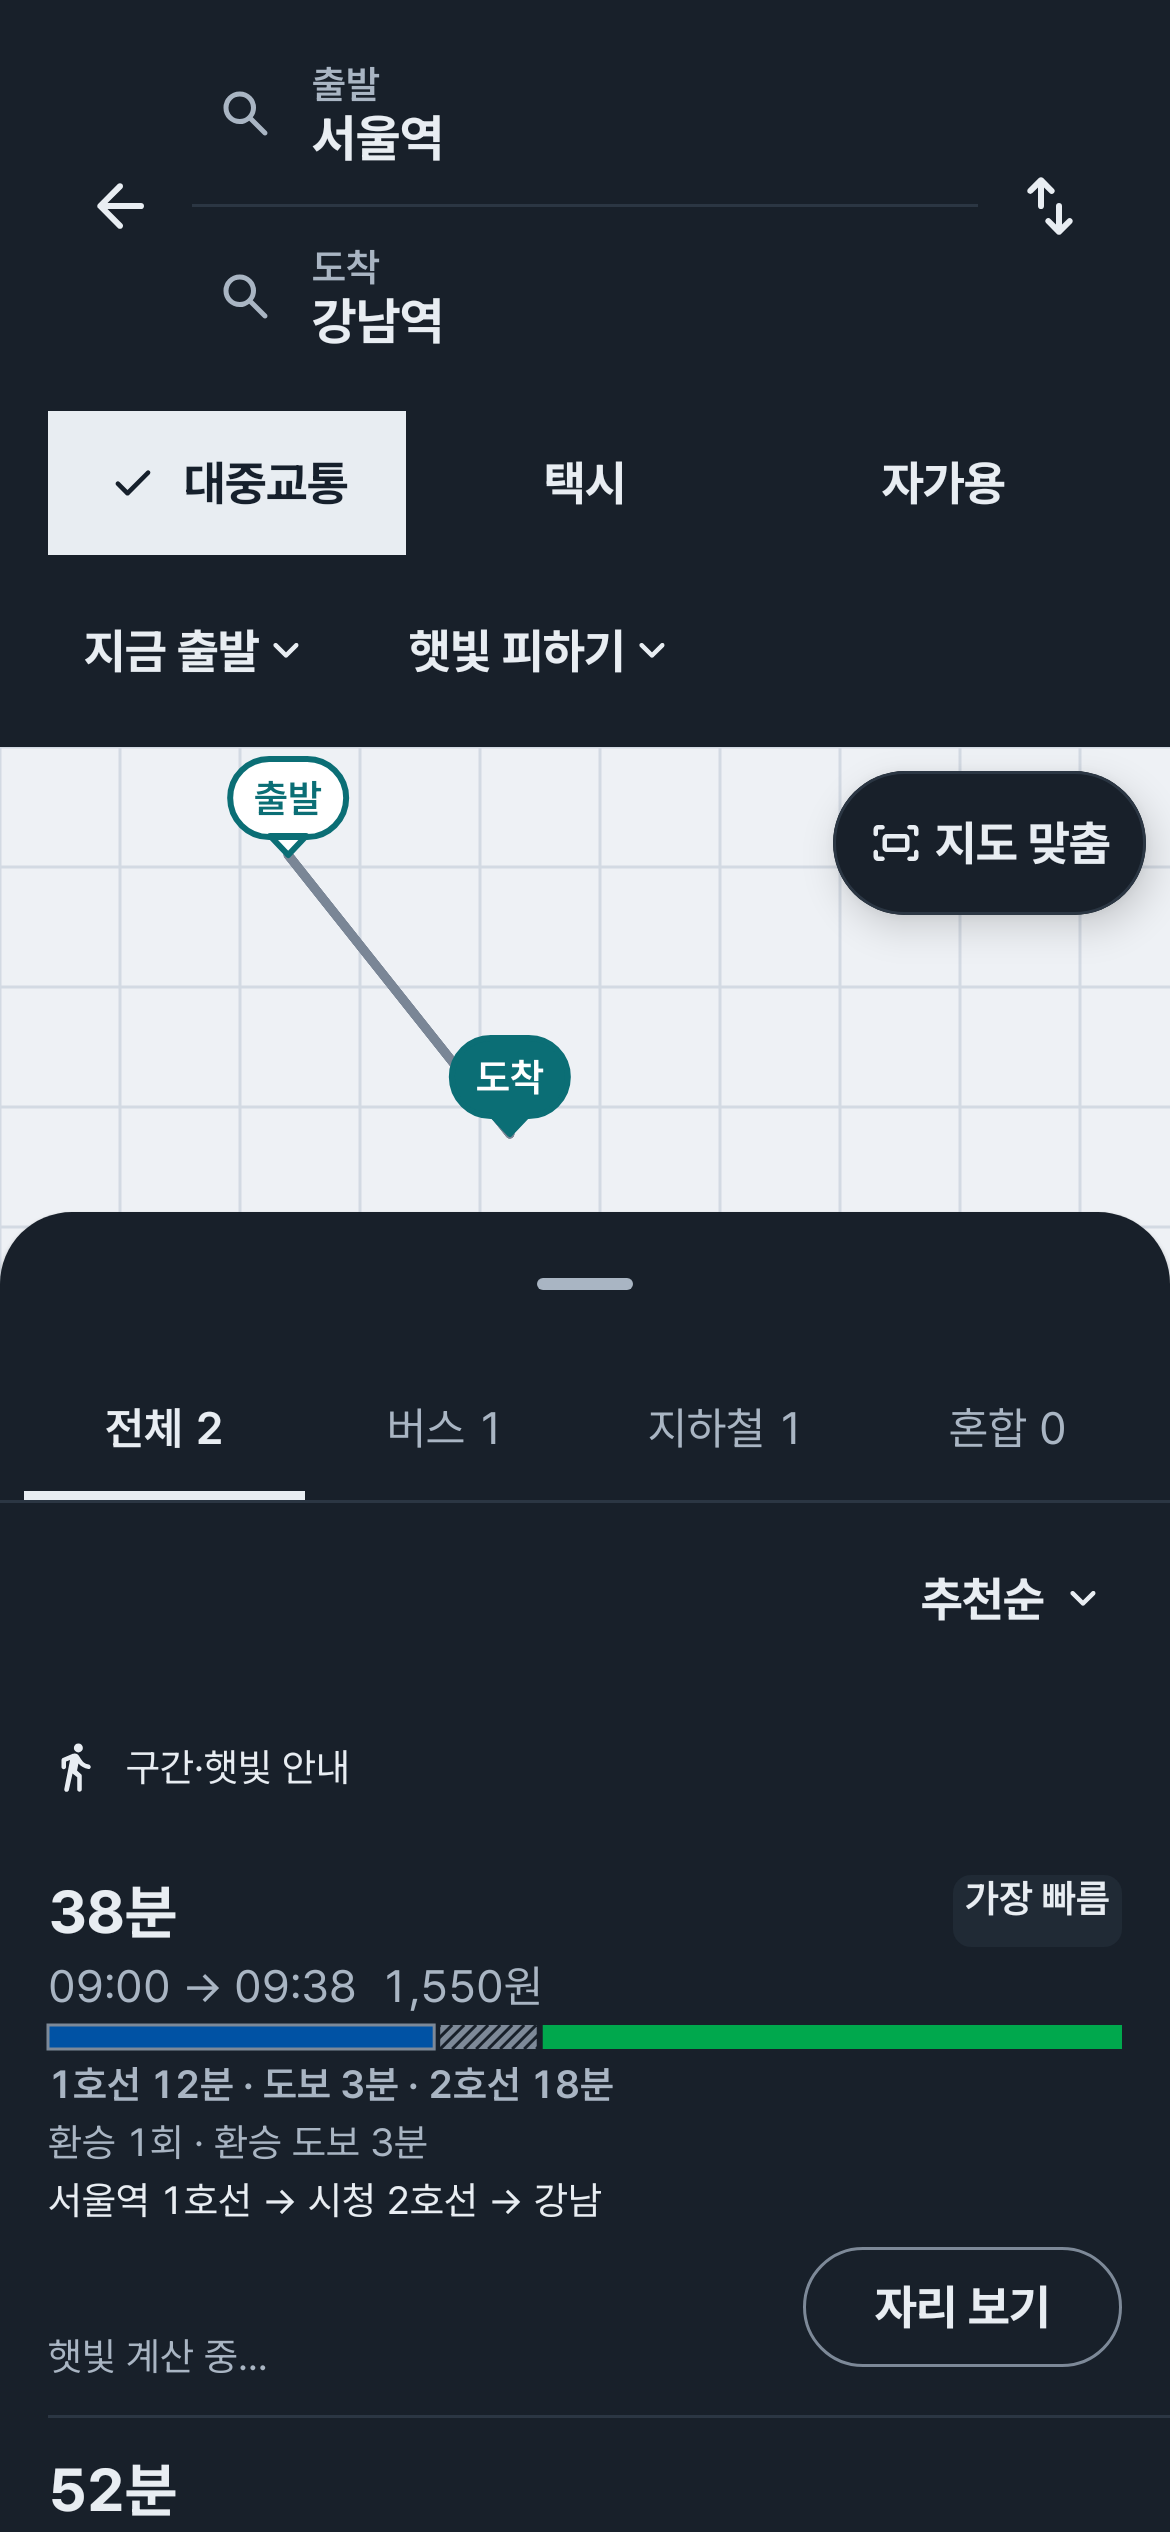 출발
서울역
도착
강남역
대중교통 택시 자가용
지금 출발 햇빛 피하기
출발
지도 맞춤
도착
전체 2 버스 1 지하철 1 혼합 0
추천순
구간·햇빛 안내
38분 가장 빠름
09:00 → 09:38 1,550원
1호선 12분 · 도보 3분 · 2호선 18분
환승 1회 · 환승 도보 3분
서울역 1호선 → 시청 2호선 → 강남
자리 보기
햇빛 계산 중...
52분